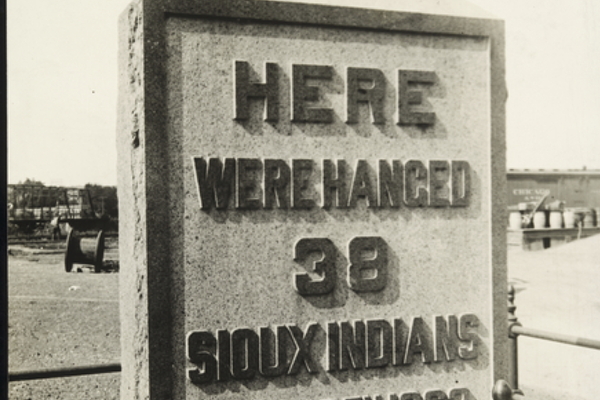 HERE
WERE HANGED
38
SIOUX INDIANS